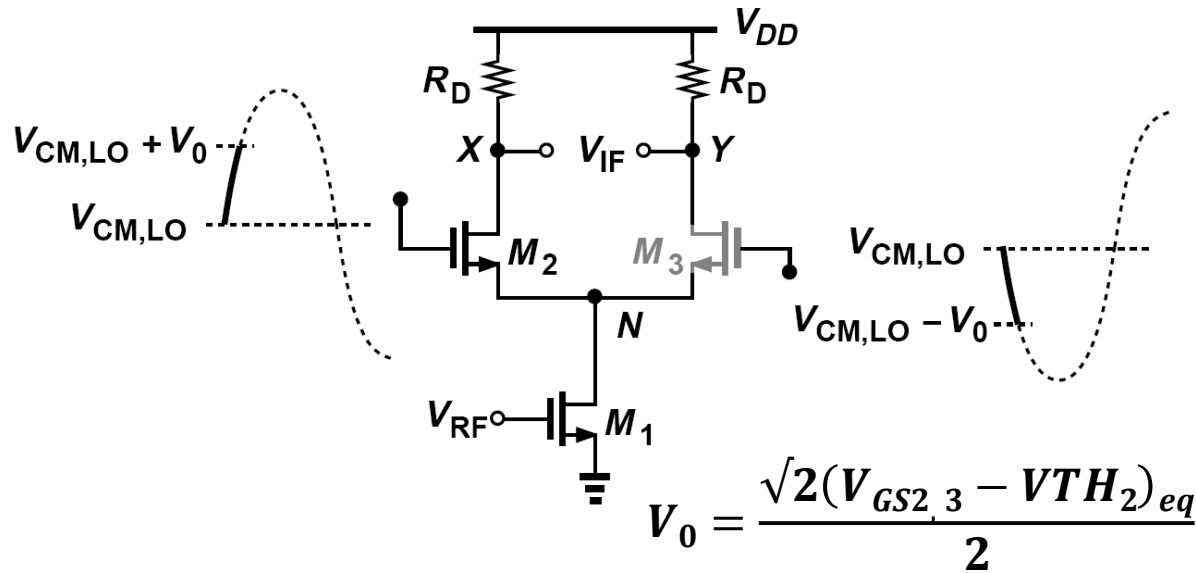 V_DD
R_D
R_D
V_CM,LO + V_0
X
V_IF
Y
V_CM,LO
M_2
M_3
V_CM,LO
N
V_CM,LO − V_0
V_RF
M_1
V_0 = √2(V_GS2,3 − VTH_2)_eq / 2